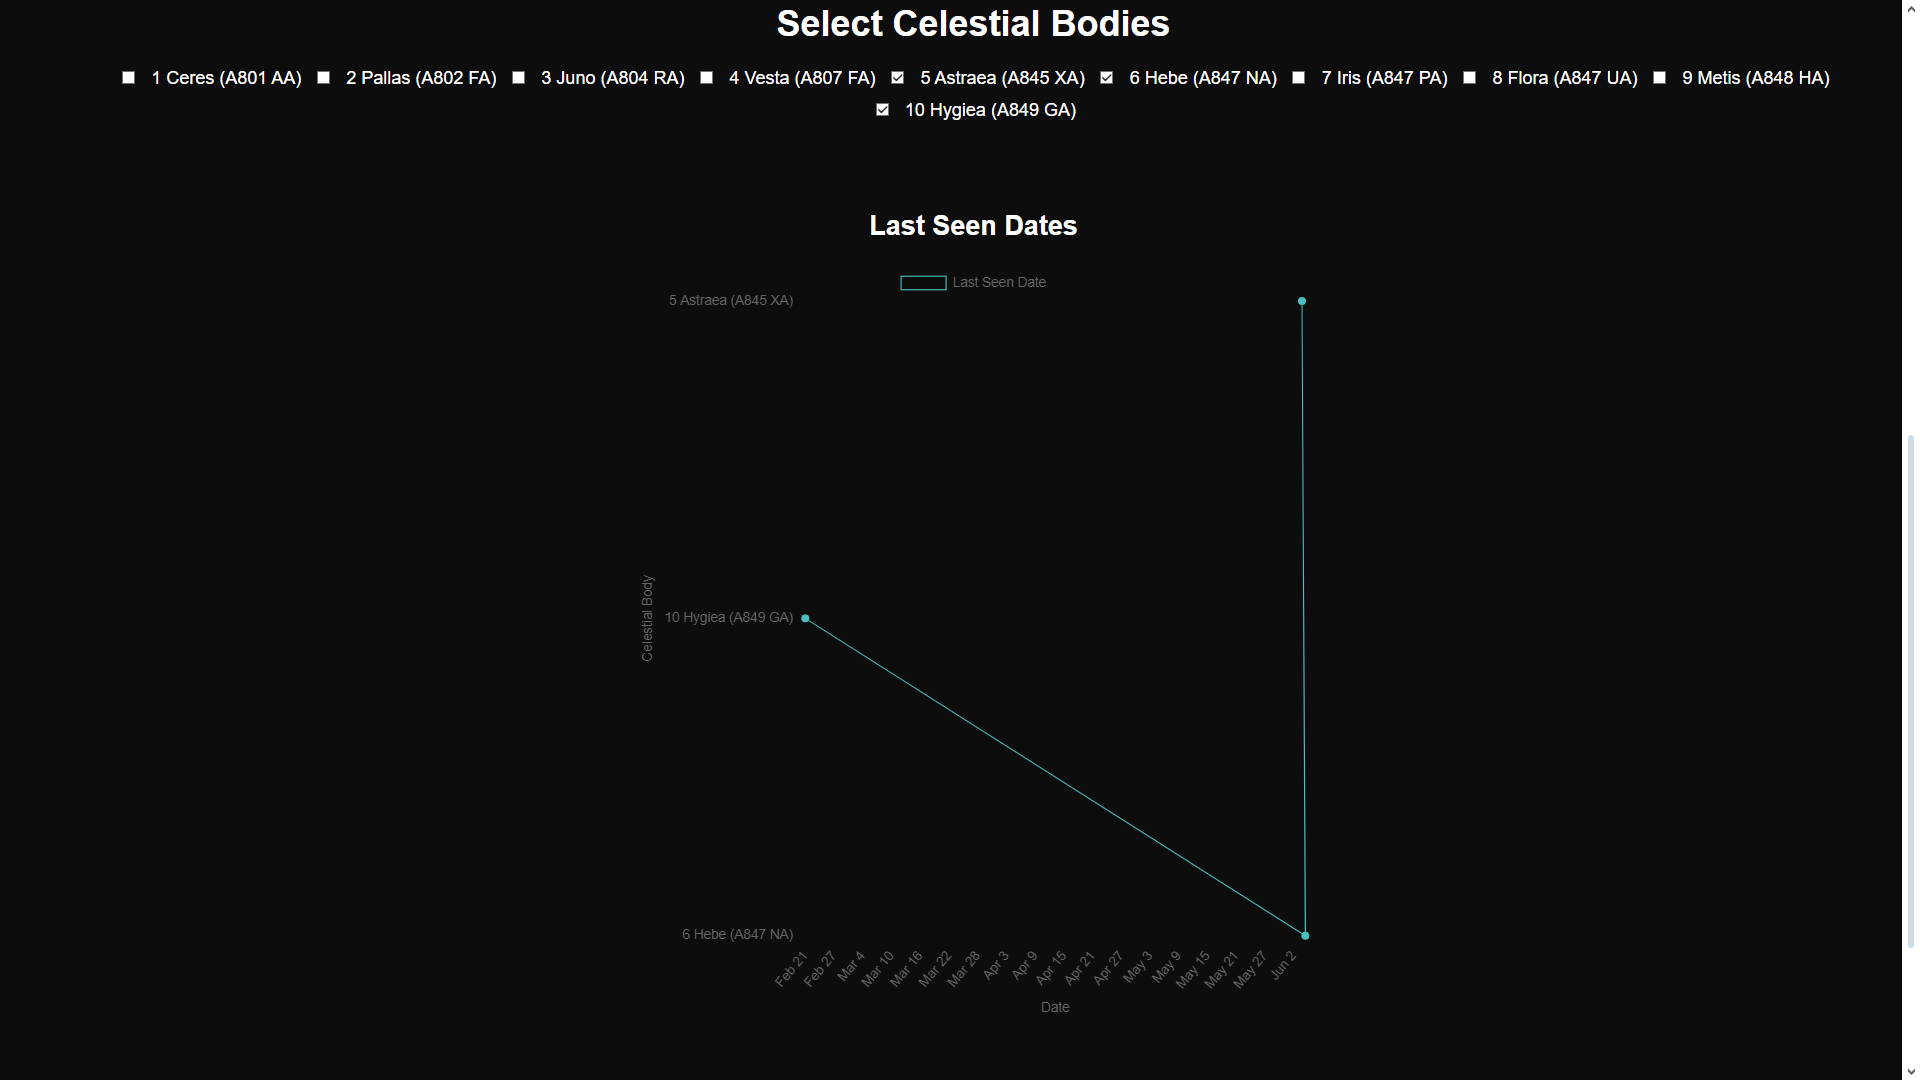 Select Celestial Bodies
1 Ceres (A801 AA) 2 Pallas (A802 FA) 3 Juno (A804 RA) 4 Vesta (A807 FA) 5 Astraea (A845 XA) 6 Hebe (A847 NA) 7 Iris (A847 PA) 8 Flora (A847 UA) 9 Metis (A848 HA)
10 Hygiea (A849 GA)
Last Seen Dates
Last Seen Date
5 Astraea (A845 XA)
Celestial Body
10 Hygiea (A849 GA)
6 Hebe (A847 NA)
Feb 21 Feb 27 Mar 4 Mar 10 Mar 16 Mar 22 Mar 28 Apr 3 Apr 9 Apr 15 Apr 21 Apr 27 May 3 May 9 May 15 May 21 May 27 Jun 2
Date